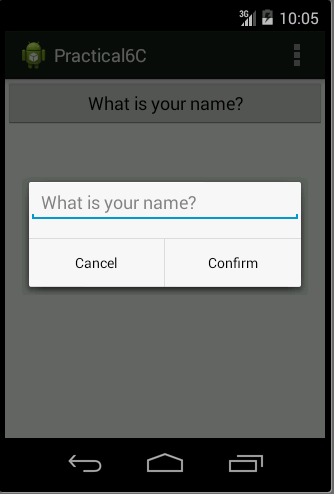 3G 10:05
Practical6C
What is your name?
What is your name?
Cancel Confirm